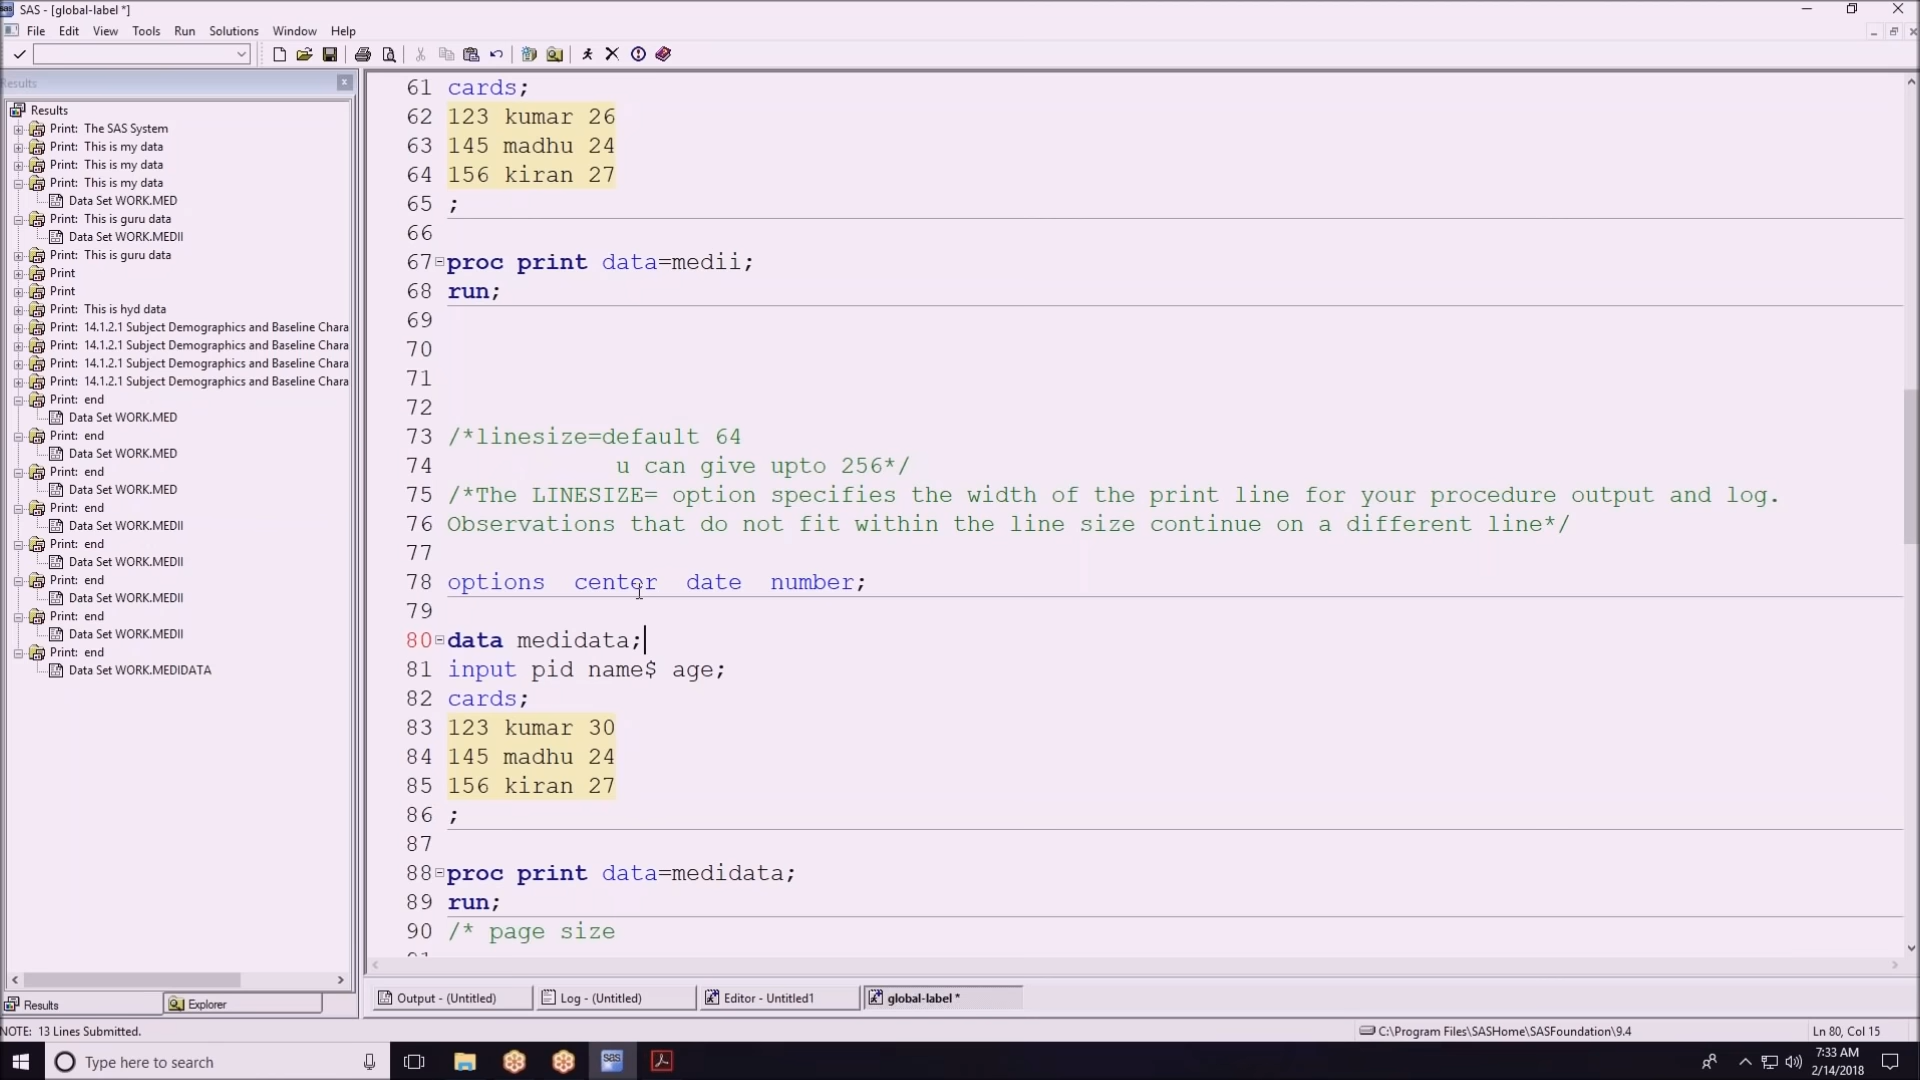 SAS - [global-label *]
File Edit View Tools Run Solutions Window Help
Results
Results
Print: The SAS System
Print: This is my data
Print: This is my data
Print: This is my data
Data Set WORK.MED
Print: This is guru data
Data Set WORK.MEDII
Print: This is guru data
Print
Print
Print: This is hyd data
Print: 14.1.2.1 Subject Demographics and Baseline Chara
Print: 14.1.2.1 Subject Demographics and Baseline Chara
Print: 14.1.2.1 Subject Demographics and Baseline Chara
Print: 14.1.2.1 Subject Demographics and Baseline Chara
Print: end
Data Set WORK.MED
Print: end
Data Set WORK.MED
Print: end
Data Set WORK.MED
Print: end
Data Set WORK.MEDII
Print: end
Data Set WORK.MEDII
Print: end
Data Set WORK.MEDII
Print: end
Data Set WORK.MEDII
Print: end
Data Set WORK.MEDIDATA
Results Explorer
61 cards;
62 123 kumar 26
63 145 madhu 24
64 156 kiran 27
65 ;
66
67 proc print data=medii;
68 run;
69
70
71
72
73 /*linesize=default 64
74 u can give upto 256*/
75 /*The LINESIZE= option specifies the width of the print line for your procedure output and log.
76 Observations that do not fit within the line size continue on a different line*/
77
78 options center date number;
79
80 data medidata;
81 input pid name$ age;
82 cards;
83 123 kumar 30
84 145 madhu 24
85 156 kiran 27
86 ;
87
88 proc print data=medidata;
89 run;
90 /* page size
Output - (Untitled) Log - (Untitled) Editor - Untitled1 global-label *
NOTE: 13 Lines Submitted. C:\Program Files\SASHome\SASFoundation\9.4 Ln 80, Col 15
Type here to search
sas
7:33 AM
2/14/2018